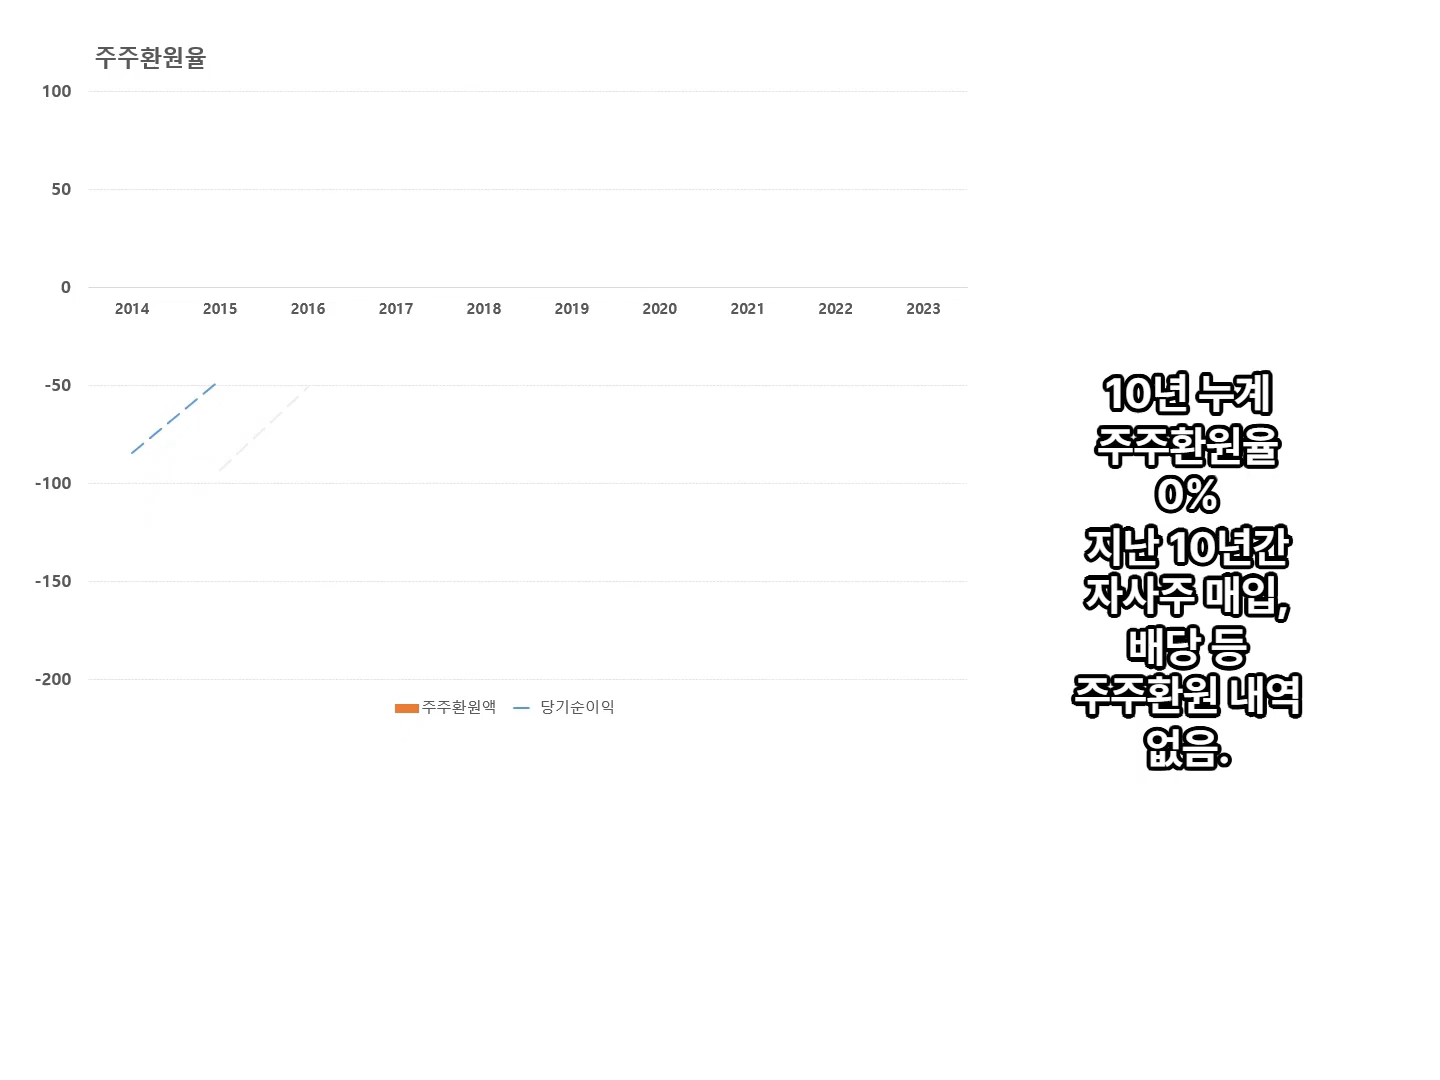 주주환원율
100
50
0
2014 2015 2016 2017 2018 2019 2020 2021 2022 2023
-50
-100
-150
-200
주주환원액 당기순이익
10년 누계
주주환원율
0%
지난 10년간
자사주 매입,
배당 등
주주환원 내역
없음.